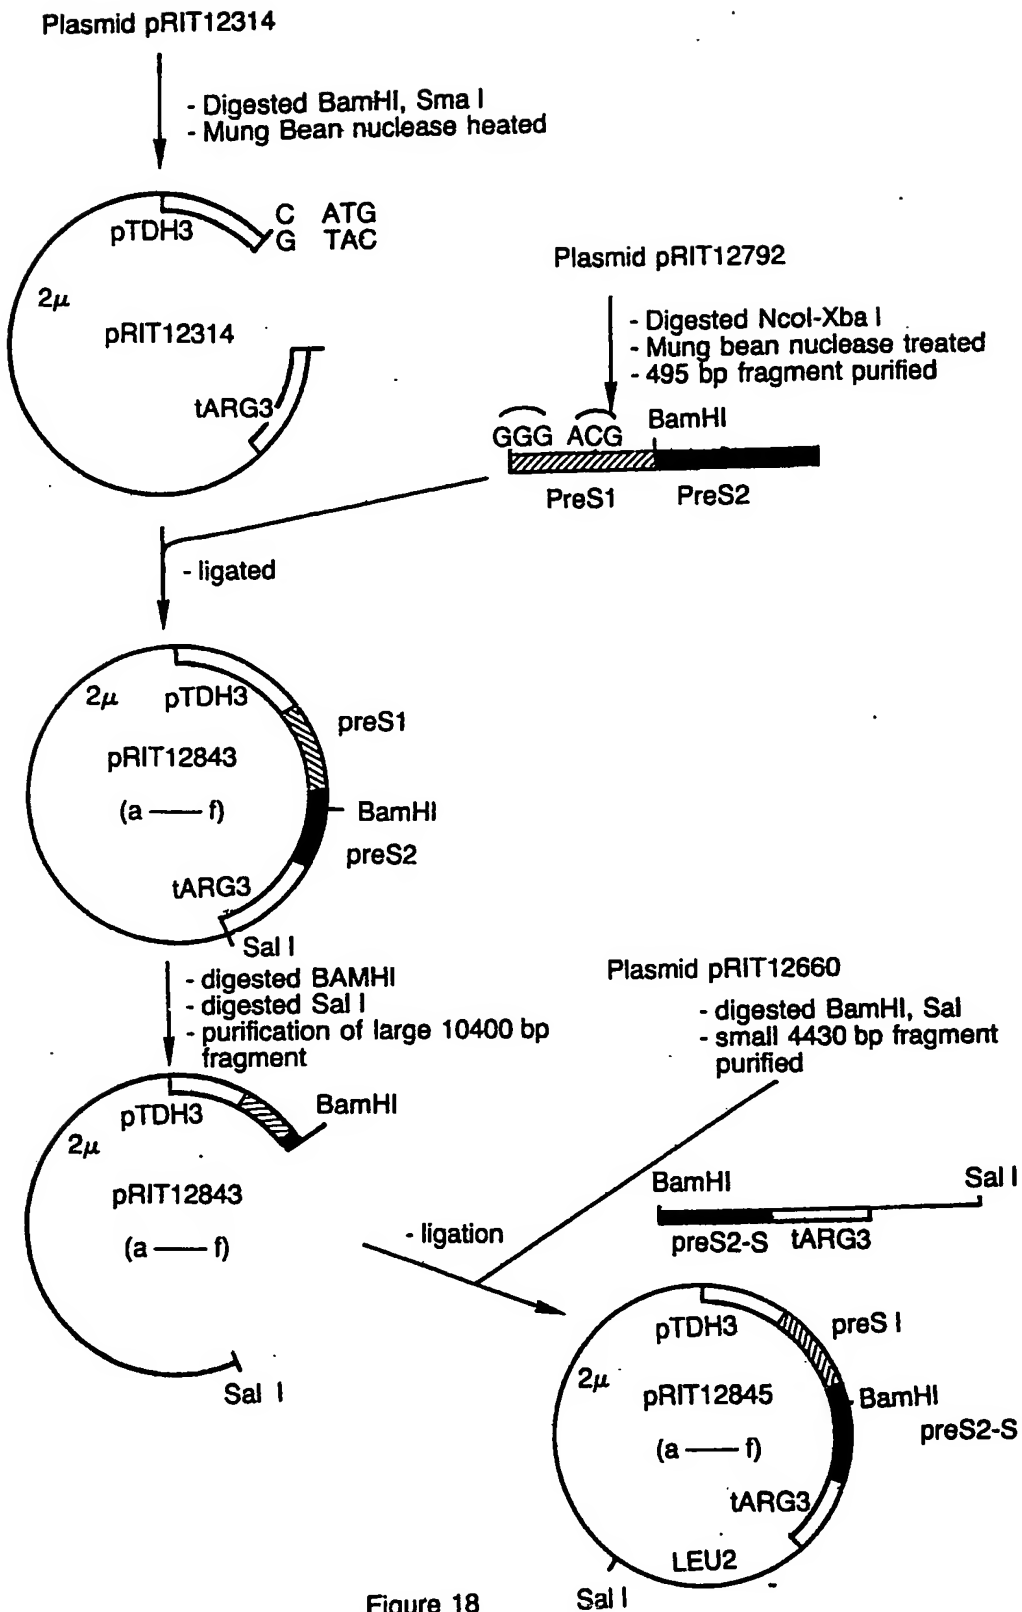 Plasmid pRIT12314
- Digested BamHI, Sma I
- Mung Bean nuclease heated
C ATG
G TAC
pTDH3
2μ
pRIT12314
tARG3
Plasmid pRIT12792
- Digested NcoI-Xba I
- Mung bean nuclease treated
- 495 bp fragment purified
GGG ACG BamHI
PreS1 PreS2
- ligated
2μ pTDH3
preS1
pRIT12843
(a — f)
BamHI
preS2
tARG3
Sal I
- digested BAMHI
- digested Sal I
- purification of large 10400 bp
fragment
Plasmid pRIT12660
- digested BamHI, Sal
- small 4430 bp fragment
purified
pTDH3
BamHI
2μ
pRIT12843
(a — f)
Sal I
- ligation
BamHI Sal I
preS2-S tARG3
pTDH3
preS I
2μ
pRIT12845
BamHI
preS2-S
(a — f)
tARG3
LEU2
Sal I
Figure 18